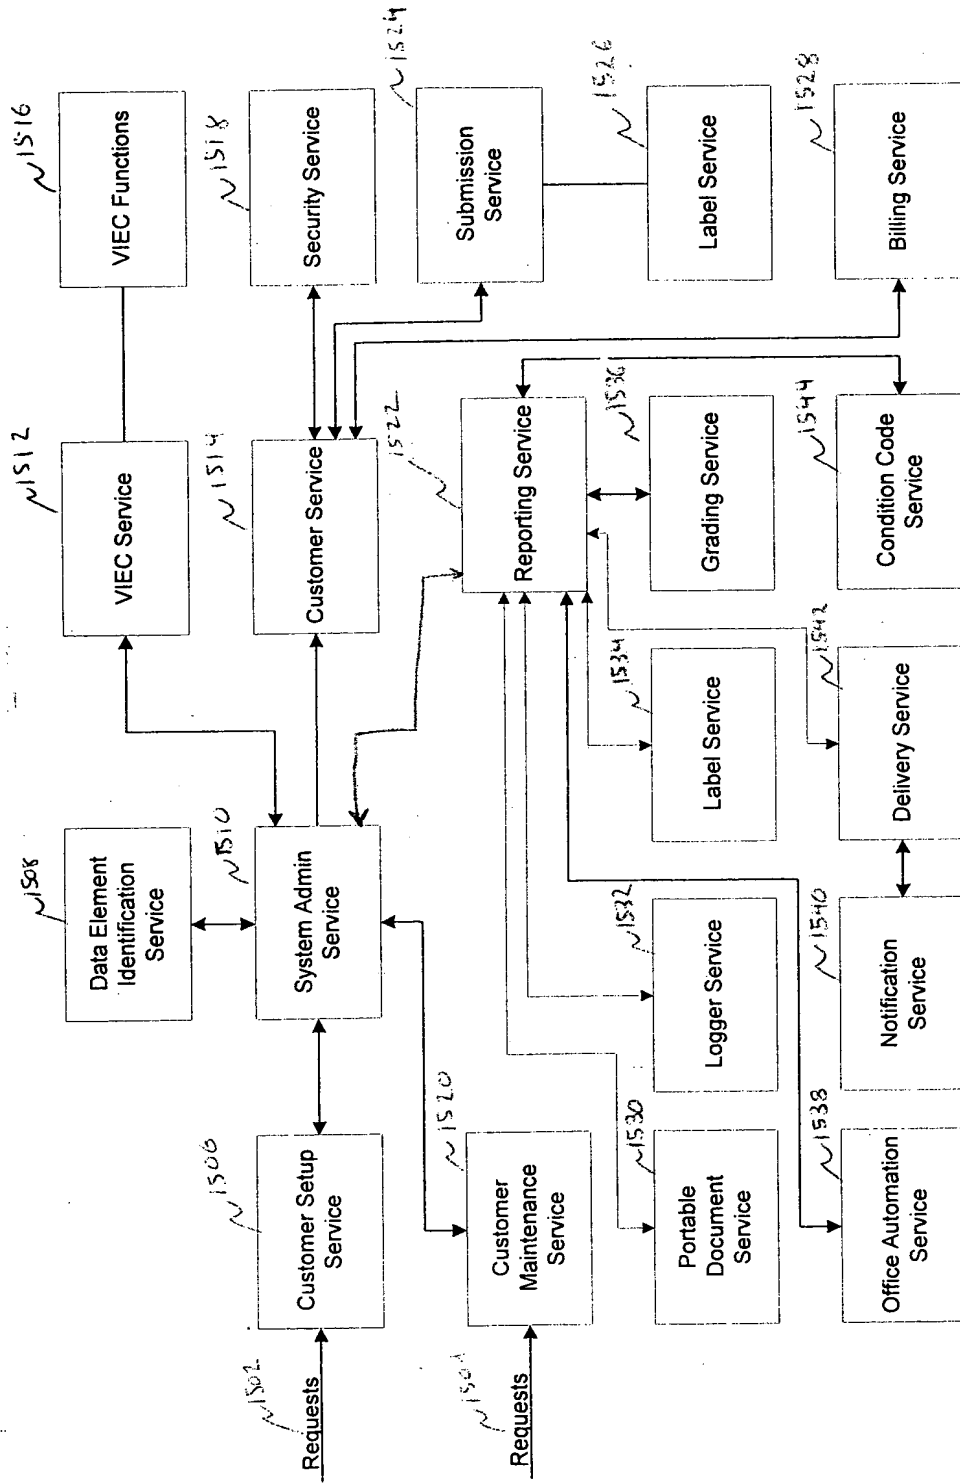 1502
Requests
1504
Requests
1506
Customer Setup
Service
1520
Customer
Maintenance
Service
1530
Portable
Document
Service
1538
Office Automation
Service
1508
Data Element
Identification
Service
1510
System Admin
Service
1532
Logger Service
1540
Notification
Service
1534
Label Service
1542
Delivery Service
1512
VIEC Service
1514
Customer Service
1522
Reporting Service
1536
Grading Service
1544
Condition Code
Service
1516
VIEC Functions
1518
Security Service
1524
Submission
Service
1526
Label Service
1528
Billing Service